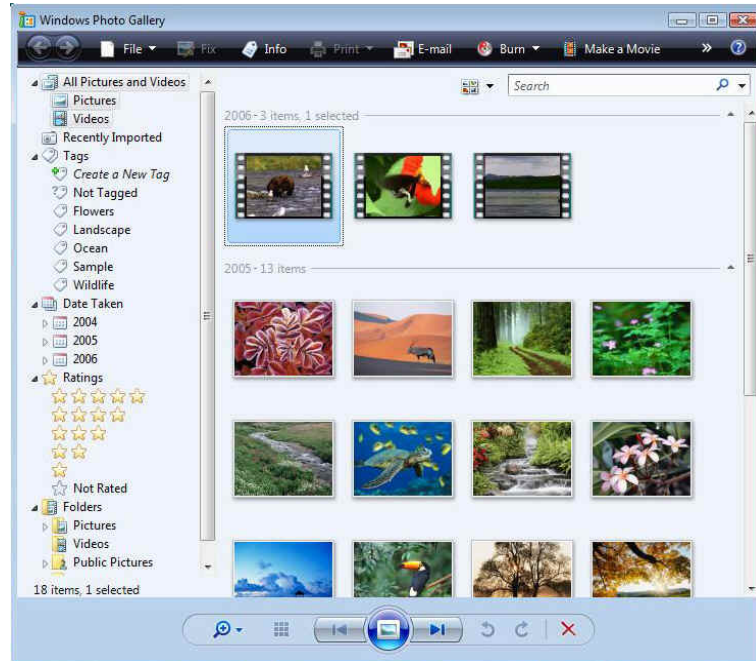 Windows Photo Gallery
File Fix Info Print E-mail Burn Make a Movie »
All Pictures and Videos
Pictures
Videos
Recently Imported
Tags
Create a New Tag
Not Tagged
Flowers
Landscape
Ocean
Sample
Wildlife
Date Taken
2004
2005
2006
Ratings
Not Rated
Folders
Pictures
Videos
Public Pictures
18 items, 1 selected
Search
2006 - 3 items, 1 selected
2005 - 13 items